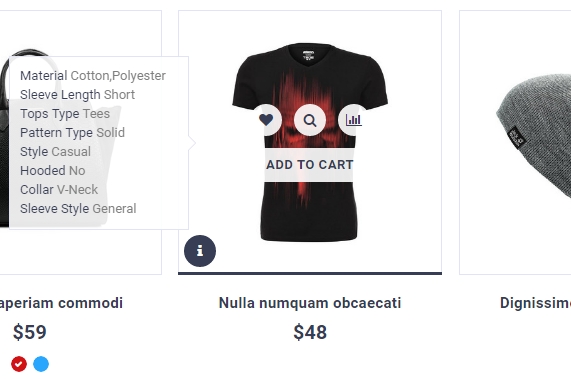 Material Cotton,Polyester
Sleeve Length Short
Tops Type Tees
Pattern Type Solid
Style Casual
Hooded No
Collar V-Neck
Sleeve Style General
ADD TO CART
i
aperiam commodi
$59
Nulla numquam obcaecati
$48
Dignissim